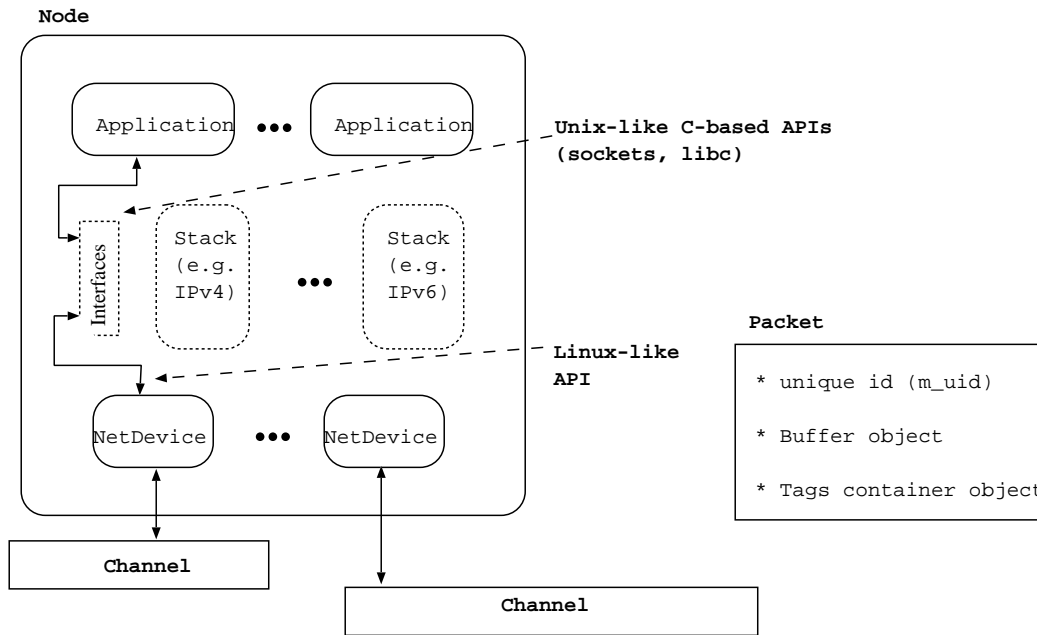 Node
Application
Application
Unix-like C-based APIs
(sockets, libc)
Interfaces
Stack
(e.g.
IPv4)
Stack
(e.g.
IPv6)
Linux-like
API
NetDevice
NetDevice
Channel
Channel
Packet
* unique id (m_uid)
* Buffer object
* Tags container object